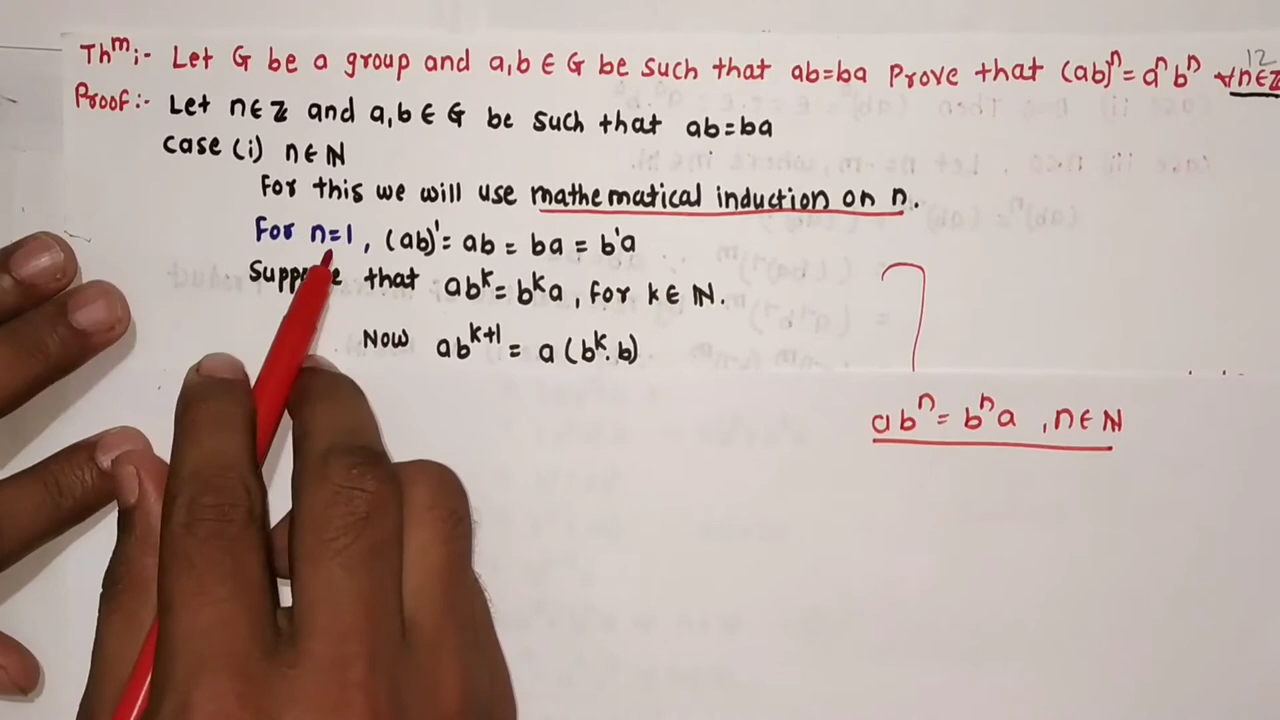 Thᵐ:- Let G be a group and a,b ∈ G be such that ab=ba Prove that (ab)ⁿ = aⁿbⁿ ∀n∈ℤ
12
Proof:- Let n∈ℤ and a,b ∈ G be such that ab=ba
case (i) n∈ℕ
For this we will use mathematical induction on n.
For n=1, (ab)¹= ab = ba = b¹a
Suppose that abᵏ = bᵏa, for k∈ ℕ.
Now abᵏ⁺¹ = a(bᵏ.b)
abⁿ = bⁿa , n∈ℕ